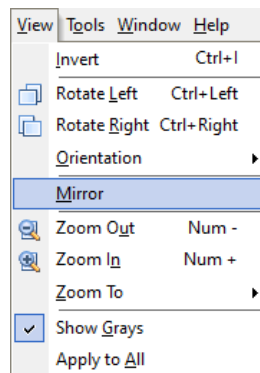 View Tools Window Help
Invert Ctrl+I
Rotate Left Ctrl+Left
Rotate Right Ctrl+Right
Orientation
Mirror
Zoom Out Num -
Zoom In Num +
Zoom To
Show Grays
Apply to All